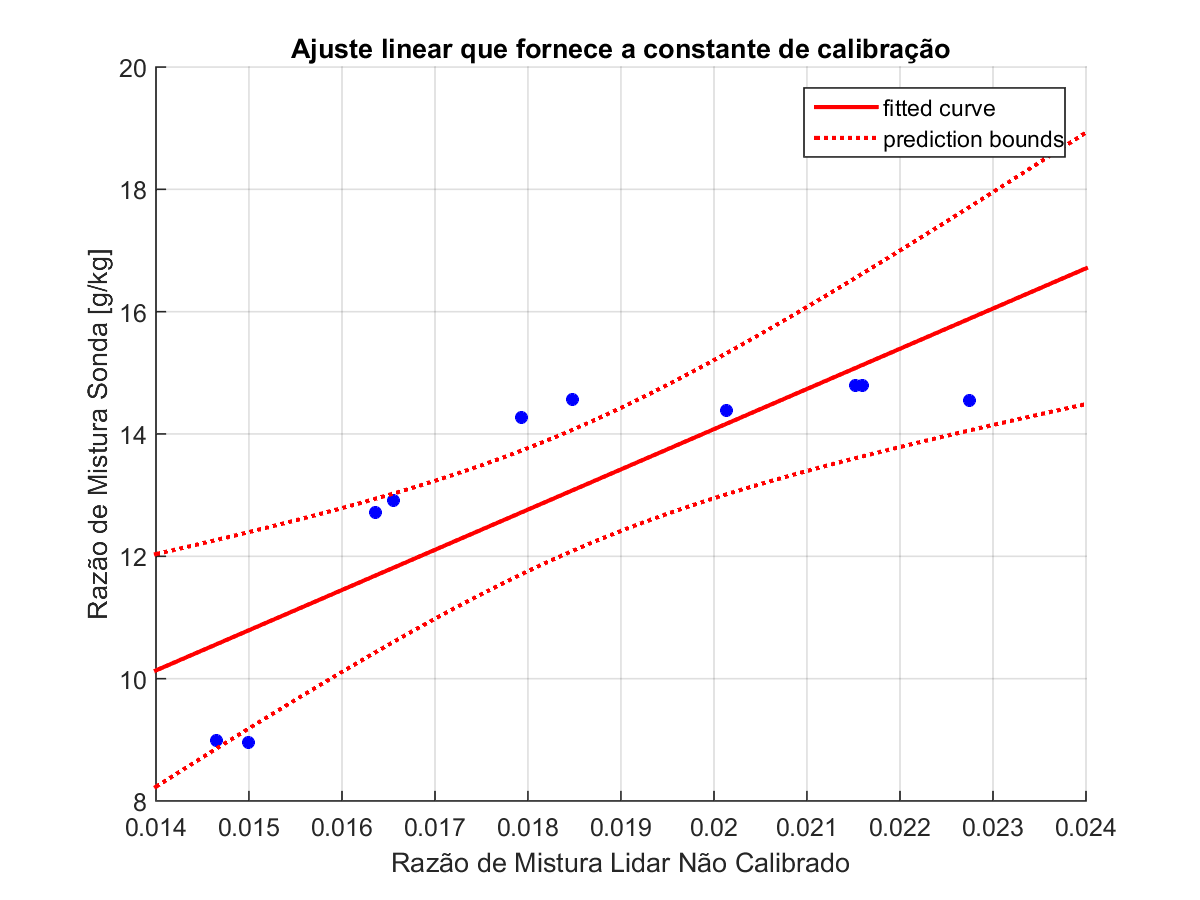 Ajuste linear que fornece a constante de calibração
fitted curve
prediction bounds
Razão de Mistura Sonda [g/kg]
20
18
16
14
12
10
8
0.014 0.015 0.016 0.017 0.018 0.019 0.02 0.021 0.022 0.023 0.024
Razão de Mistura Lidar Não Calibrado